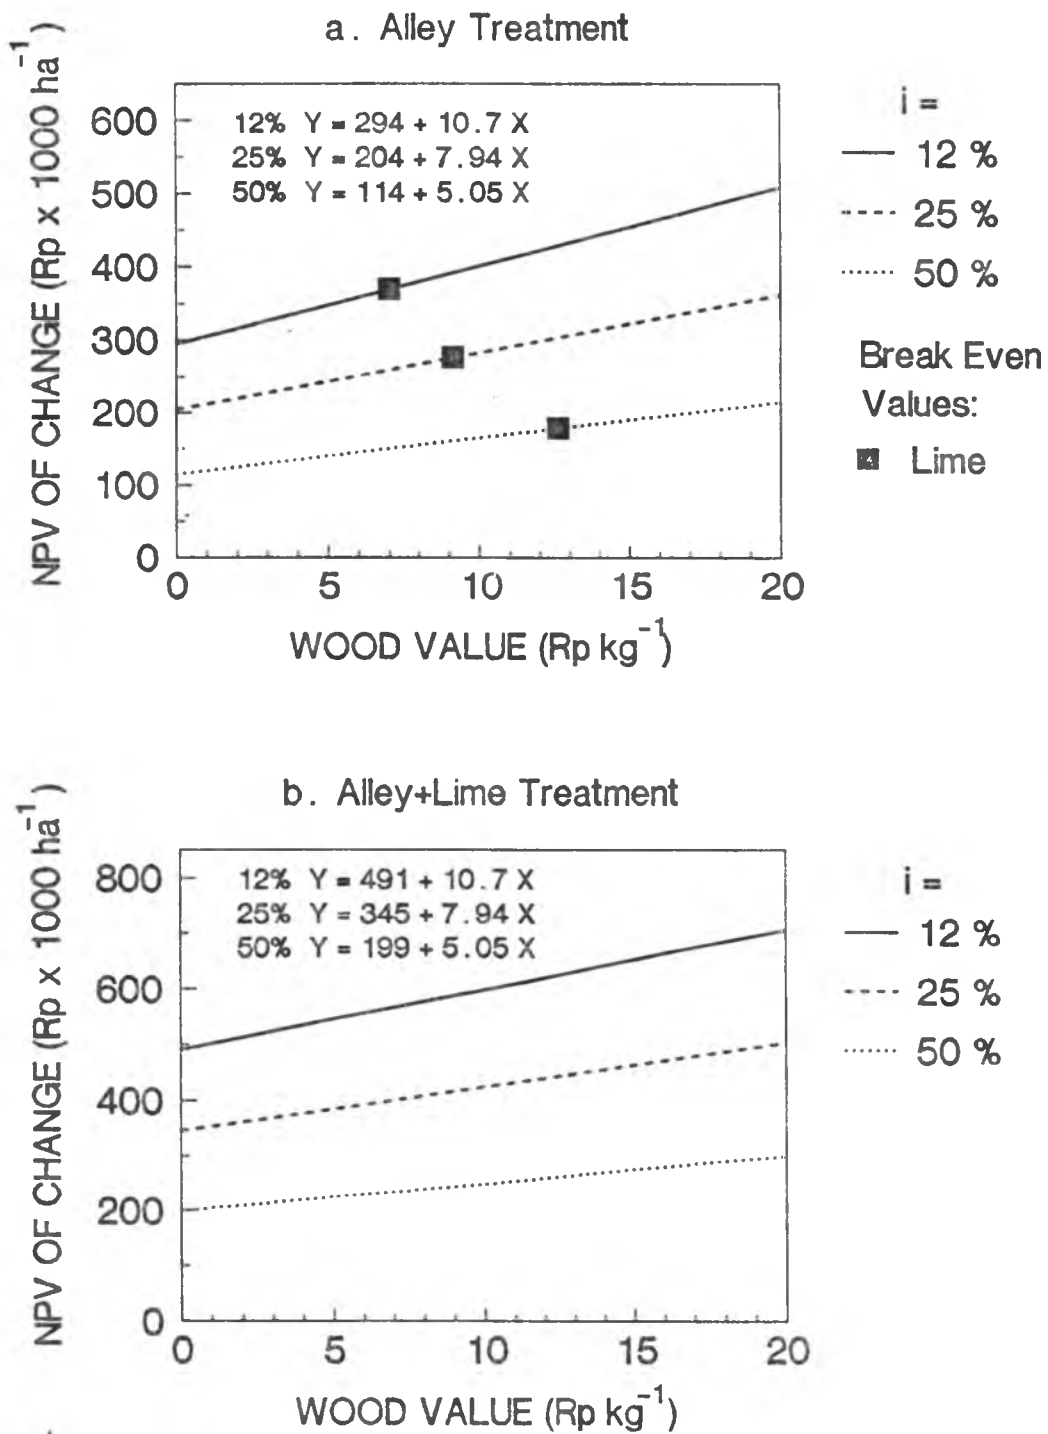 a. Alley Treatment
NPV OF CHANGE (Rp x 1000 ha⁻¹)
600
500
400
300
200
100
0
12% Y = 294 + 10.7 X
25% Y = 204 + 7.94 X
50% Y = 114 + 5.05 X
0 5 10 15 20
WOOD VALUE (Rp kg⁻¹)
i =
12 %
25 %
50 %
Break Even
Values:
Lime
b. Alley+Lime Treatment
NPV OF CHANGE (Rp x 1000 ha⁻¹)
800
600
400
200
0
12% Y = 491 + 10.7 X
25% Y = 345 + 7.94 X
50% Y = 199 + 5.05 X
0 5 10 15 20
WOOD VALUE (Rp kg⁻¹)
i =
12 %
25 %
50 %